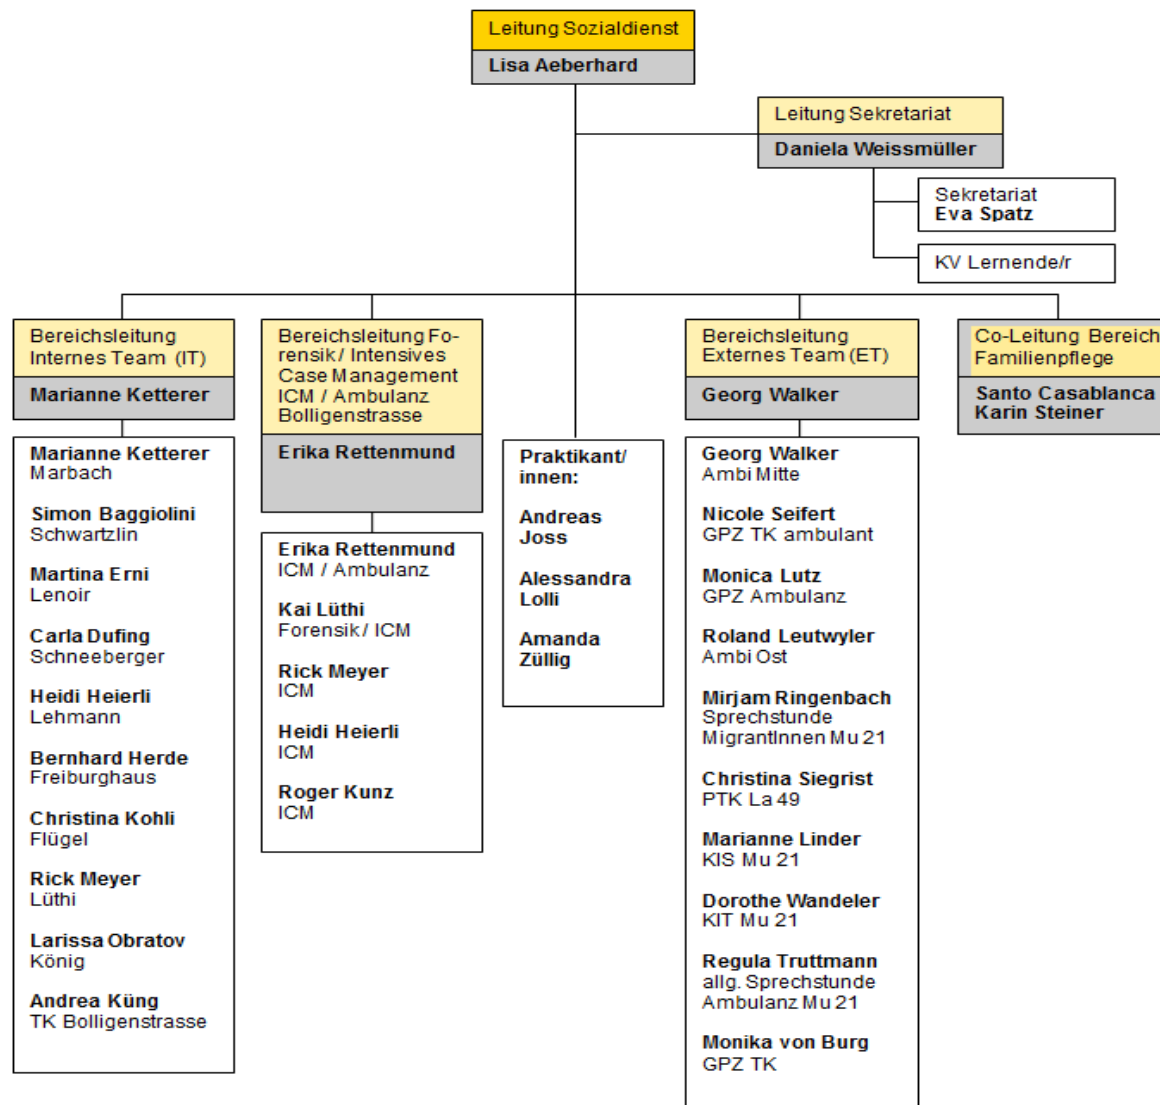 Leitung Sozialdienst
Lisa Aeberhard
Leitung Sekretariat
Daniela Weissmüller
Sekretariat
Eva Spatz
KV Lernende/r
Bereichsleitung
Internes Team (IT)
Marianne Ketterer
Marianne Ketterer
Marbach
Simon Baggiolini
Schwartzlin
Martina Erni
Lenoir
Carla Dufing
Schneeberger
Heidi Heierli
Lehmann
Bernhard Herde
Freiburghaus
Christina Kohli
Flügel
Rick Meyer
Lüthi
Larissa Obratov
König
Andrea Küng
TK Bolligenstrasse
Bereichsleitung Fo-
rensik / Intensives
Case Management
ICM / Ambulanz
Bolligenstrasse
Erika Rettenmund
Erika Rettenmund
ICM / Ambulanz
Kai Lüthi
Forensik / ICM
Rick Meyer
ICM
Heidi Heierli
ICM
Roger Kunz
ICM
Praktikant/
innen:
Andreas
Joss
Alessandra
Lolli
Amanda
Züllig
Bereichsleitung
Externes Team (ET)
Georg Walker
Georg Walker
Ambi Mitte
Nicole Seifert
GPZ TK ambulant
Monica Lutz
GPZ Ambulanz
Roland Leutwyler
Ambi Ost
Mirjam Ringenbach
Sprechstunde
MigrantInnen Mu 21
Christina Siegrist
PTK La 49
Marianne Linder
KIS Mu 21
Dorothe Wandeler
KIT Mu 21
Regula Truttmann
allg. Sprechstunde
Ambulanz Mu 21
Monika von Burg
GPZ TK
Co-Leitung Bereich
Familienpflege
Santo Casablanca
Karin Steiner